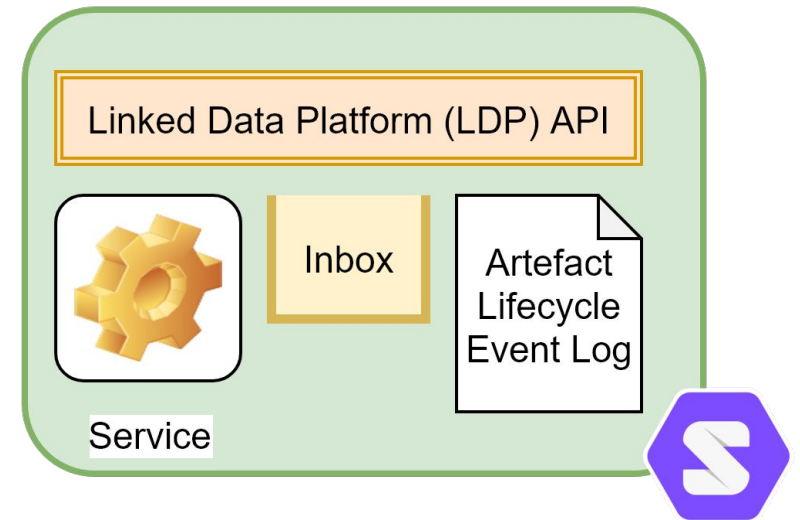 Linked Data Platform (LDP) API
Inbox
Artefact
Lifecycle
Event Log
Service